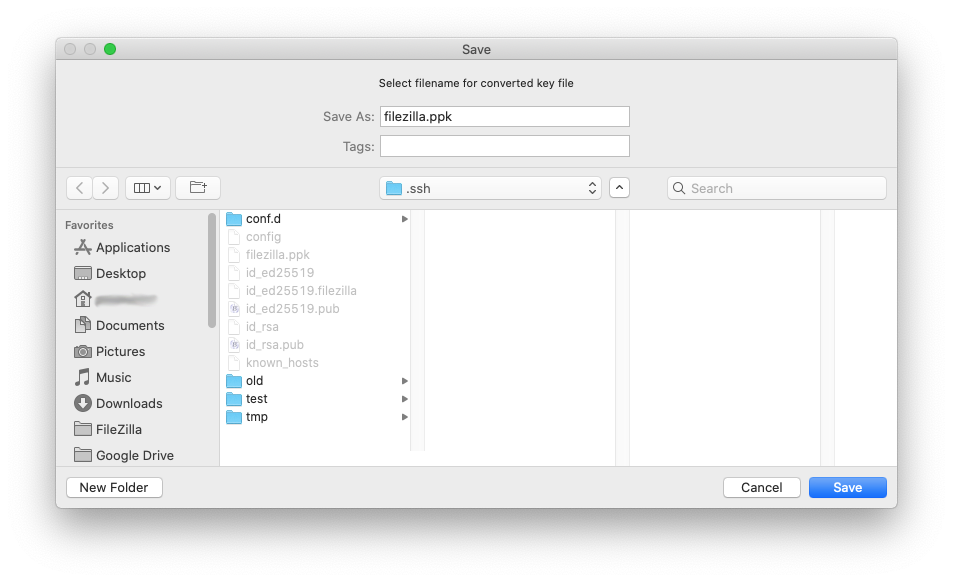 Save
Select filename for converted key file
Save As: filezilla.ppk
Tags:
.ssh
Search
Favorites
Applications
Desktop
Documents
Pictures
Music
Downloads
FileZilla
Google Drive
conf.d
config
filezilla.ppk
id_ed25519
id_ed25519.filezilla
id_ed25519.pub
id_rsa
id_rsa.pub
known_hosts
old
test
tmp
New Folder
Cancel
Save